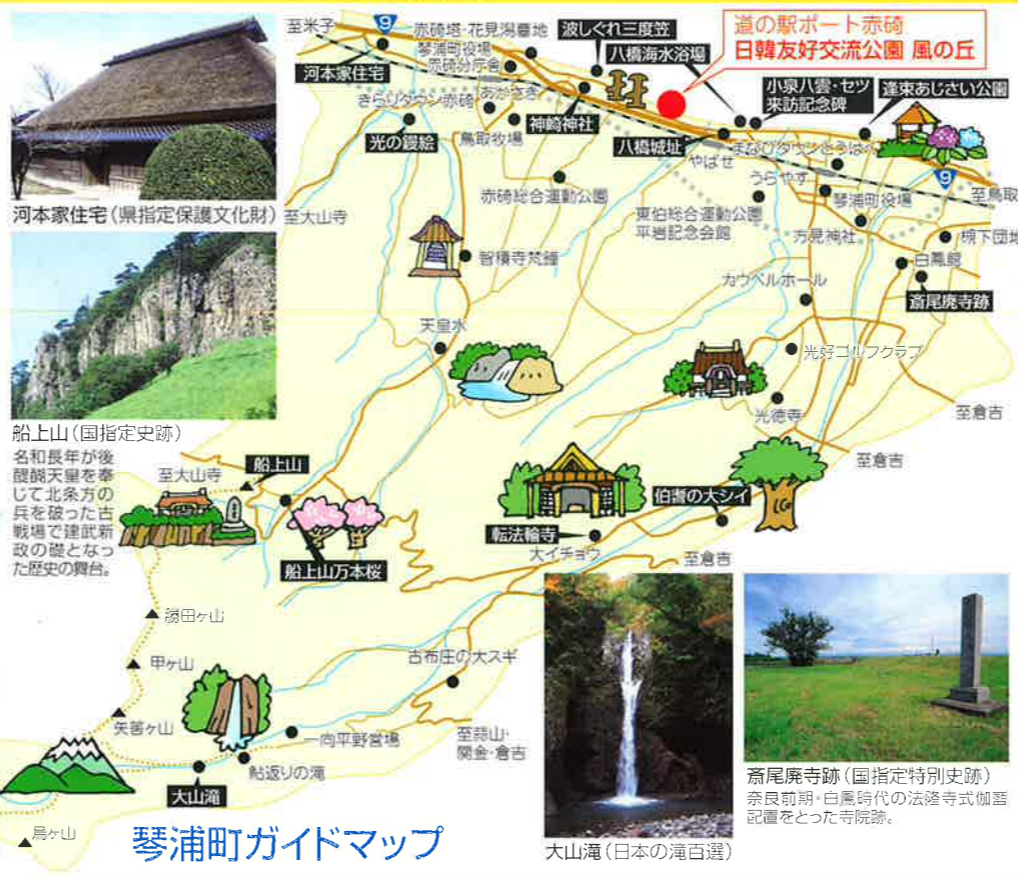 至米子
9
赤碕塔・花見潟墓地
波しぐれ三度笠
道の駅ポート赤碕
日韓友好交流公園 風の丘
琴浦町役場
赤碕分庁舎
八橋海水浴場
河本家住宅
あかさき
小泉八雲・セツ
来訪記念碑
逢束あじさい公園
きらりタウン赤碕
神崎神社
光の鏝絵
鳥取牧場
八橋城址
やばせ
まなびタウンとうはく
うらやす
9
至鳥取
赤碕総合運動公園
東伯総合運動公園
平岩記念会館
琴浦町役場
方見神社
槻下団地
河本家住宅(県指定保護文化財)
至大山寺
智積寺梵鐘
白鳳館
カウベルホール
斎尾廃寺跡
天皇水
光好ゴルフクラブ
光徳寺
至倉吉
船上山(国指定史跡)
名和長年が後
醍醐天皇を奉
じて北条方の
兵を破った古
戦場で建武新
政の礎となっ
た歴史の舞台。
至大山寺
船上山
至倉吉
伯耆の大シイ
転法輪寺
大イチョウ
至倉吉
船上山万本桜
勝田ヶ山
甲ヶ山
古布庄の大スギ
矢筈ヶ山
一向平野営場
至蒜山・
関金・倉吉
鮎返りの滝
大山滝
烏ヶ山
琴浦町ガイドマップ
大山滝(日本の滝百選)
斎尾廃寺跡(国指定特別史跡)
奈良前期・白鳳時代の法隆寺式伽藍
配置をとった寺院跡。